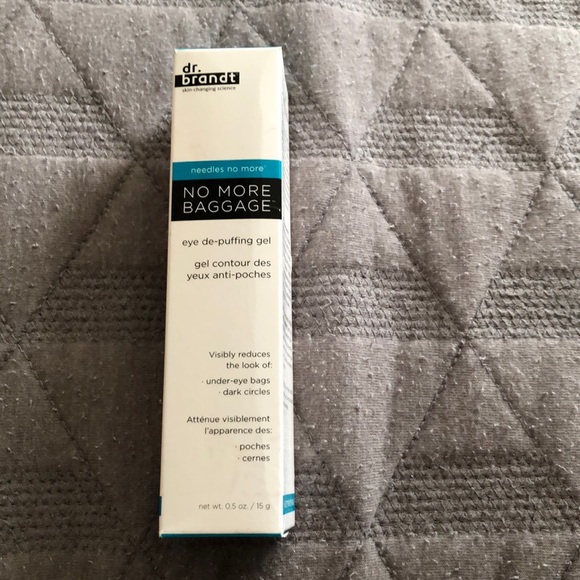 dr.
brandt
skin-changing science
needles no more
NO MORE
BAGGAGE
eye de-puffing gel
gel contour des
yeux anti-poches
Visibly reduces
the look of:
· under-eye bags
· dark circles
Atténue visiblement
l'apparence des:
· poches
· cernes
net wt. 0.5 oz. / 15 g